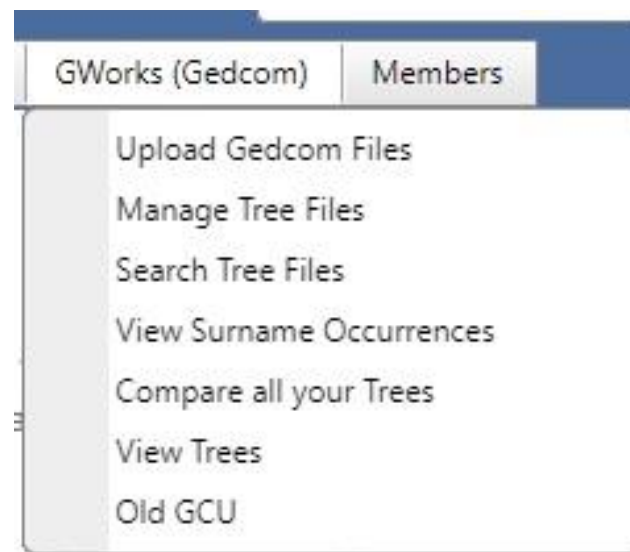 GWorks (Gedcom) Members
Upload Gedcom Files
Manage Tree Files
Search Tree Files
View Surname Occurrences
Compare all your Trees
View Trees
Old GCU